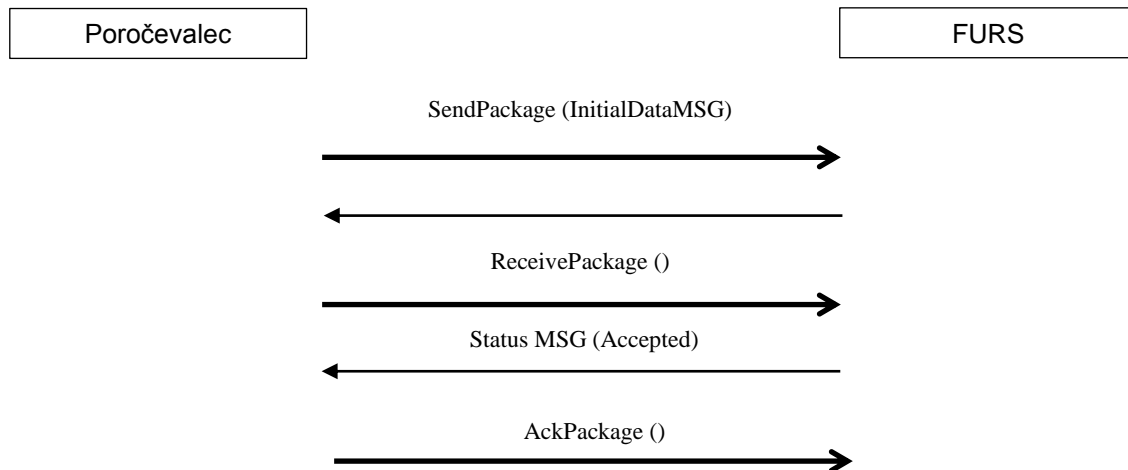 Poročevalec
FURS
SendPackage (InitialDataMSG)
ReceivePackage ()
Status MSG (Accepted)
AckPackage ()